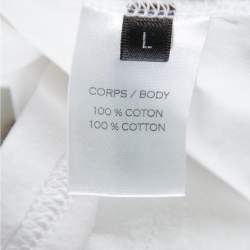 L
CORPS / BODY
100 % COTON
100 % COTTON